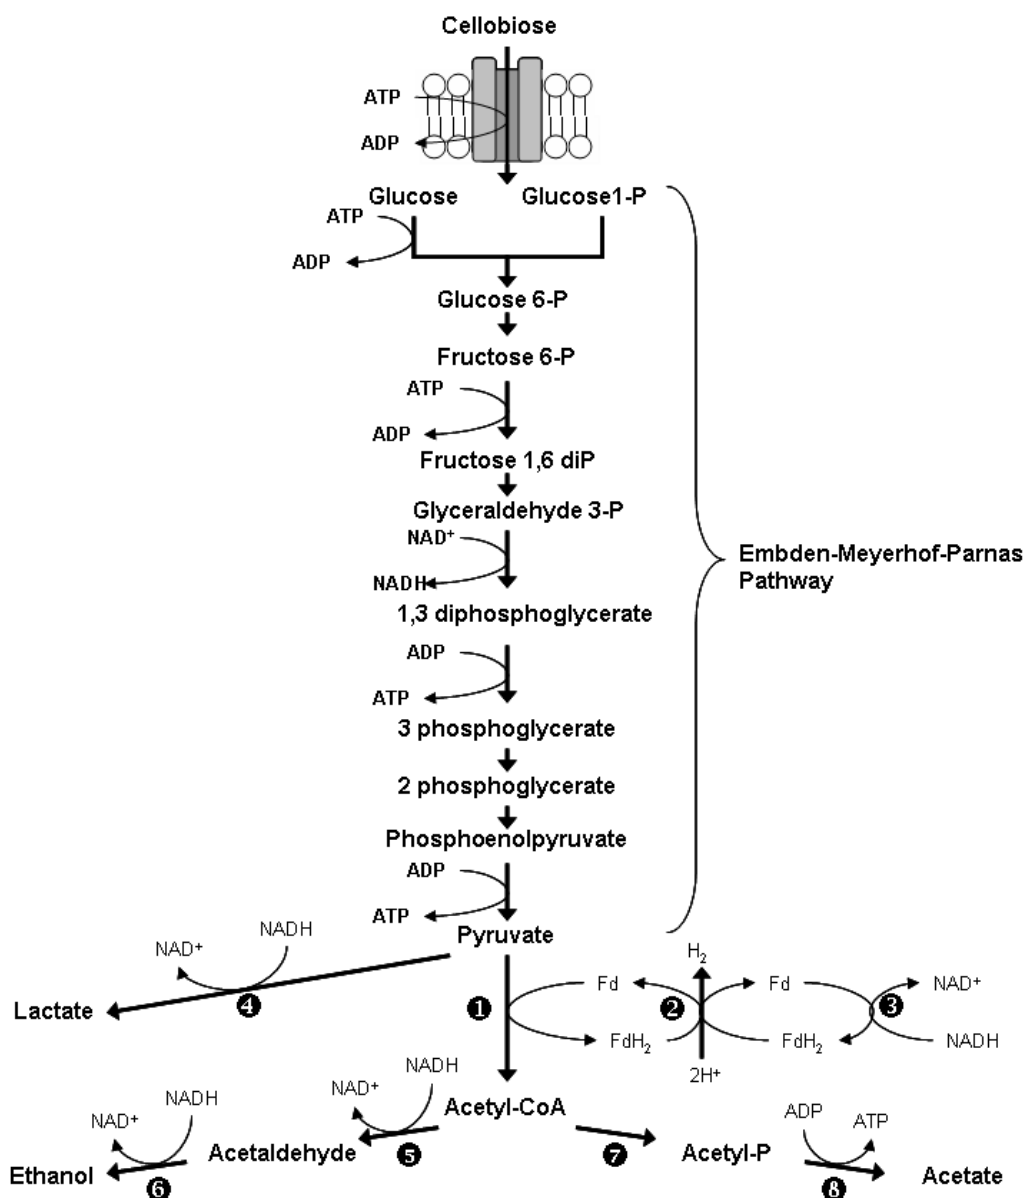 Cellobiose
ATP
ADP
Glucose
Glucose1-P
ATP
ADP
Glucose 6-P
Fructose 6-P
ATP
ADP
Fructose 1,6 diP
Glyceraldehyde 3-P
NAD⁺
NADH
Embden-Meyerhof-Parnas
Pathway
1,3 diphosphoglycerate
ADP
ATP
3 phosphoglycerate
2 phosphoglycerate
Phosphoenolpyruvate
ADP
ATP
Pyruvate
NADH
NAD⁺
4
Lactate
1
Fd
FdH₂
2
H₂
2H⁺
Fd
FdH₂
3
NAD⁺
NADH
Acetyl-CoA
NADH
NAD⁺
5
Acetaldehyde
NADH
NAD⁺
6
Ethanol
7
Acetyl-P
ADP
ATP
8
Acetate